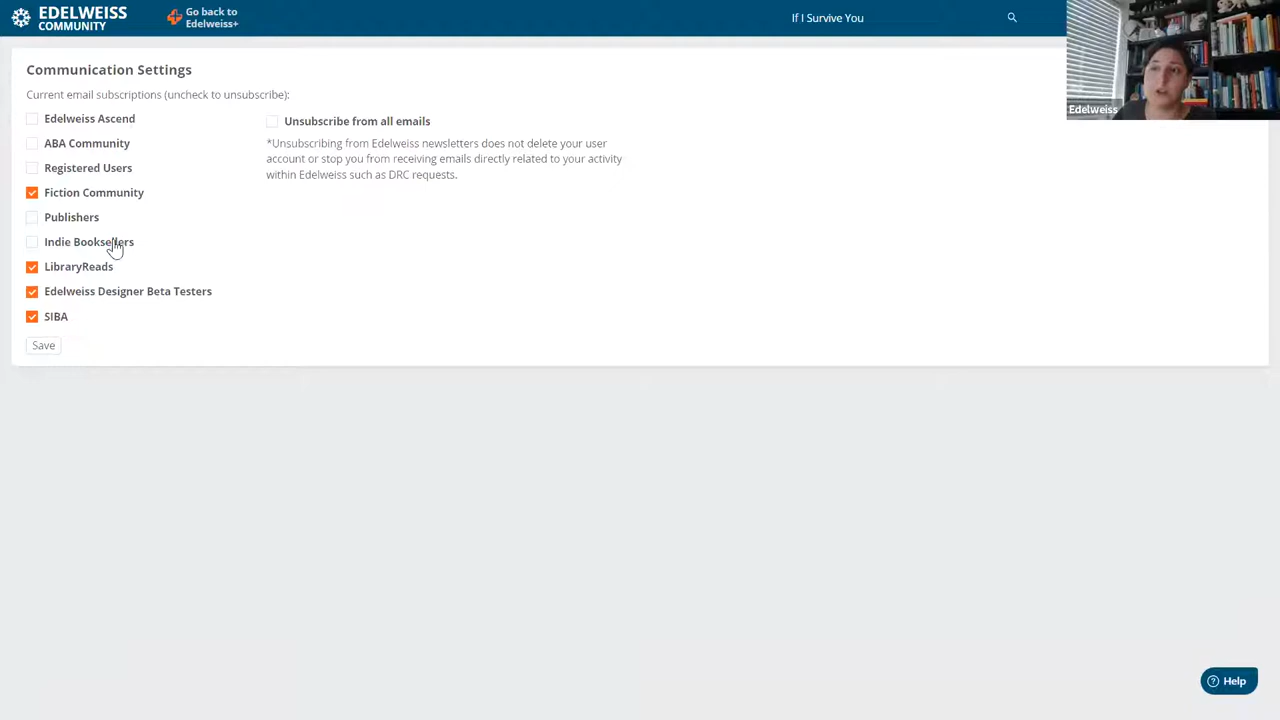 EDELWEISS
COMMUNITY
Go back to
Edelweiss+
If I Survive You
Edelweiss
Communication Settings
Current email subscriptions (uncheck to unsubscribe):
Edelweiss Ascend
ABA Community
Registered Users
Fiction Community
Publishers
Indie Booksellers
LibraryReads
Edelweiss Designer Beta Testers
SIBA
Save
Unsubscribe from all emails
*Unsubscribing from Edelweiss newsletters does not delete your user
account or stop you from receiving emails directly related to your activity
within Edelweiss such as DRC requests.
Help